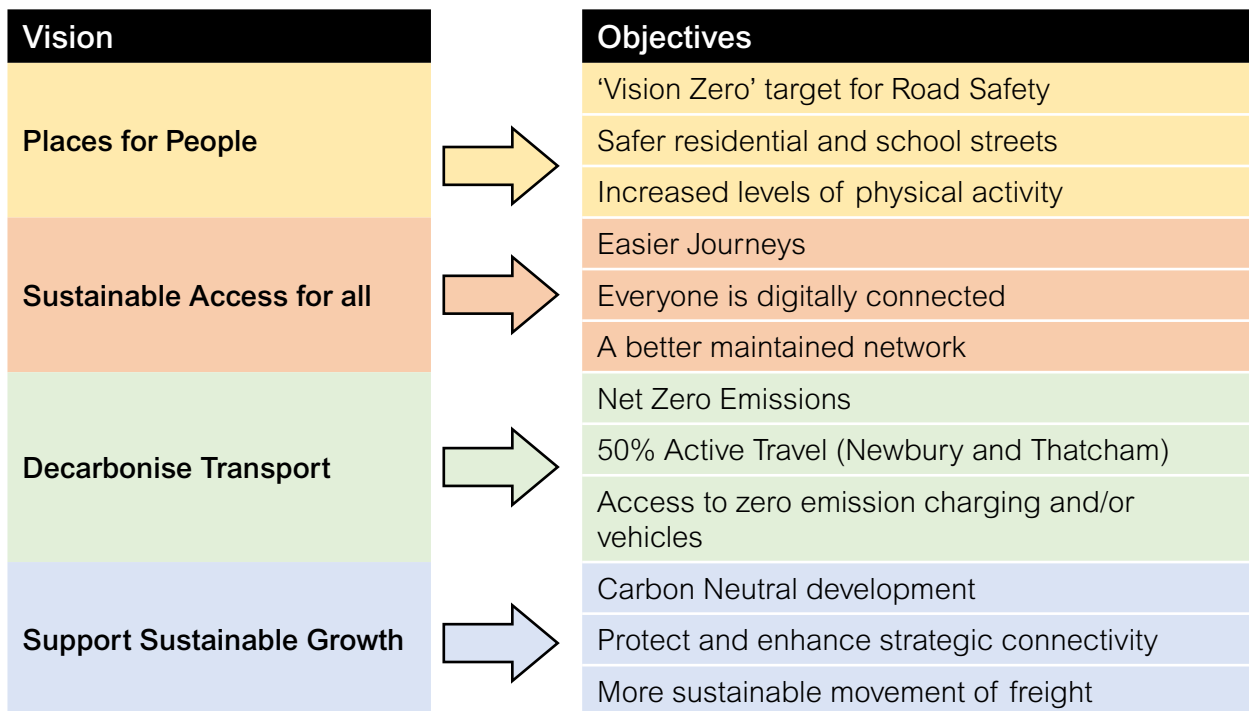 Vision
Objectives
Places for People
‘Vision Zero’ target for Road Safety
Safer residential and school streets
Increased levels of physical activity
Sustainable Access for all
Easier Journeys
Everyone is digitally connected
A better maintained network
Decarbonise Transport
Net Zero Emissions
50% Active Travel (Newbury and Thatcham)
Access to zero emission charging and/or
vehicles
Support Sustainable Growth
Carbon Neutral development
Protect and enhance strategic connectivity
More sustainable movement of freight